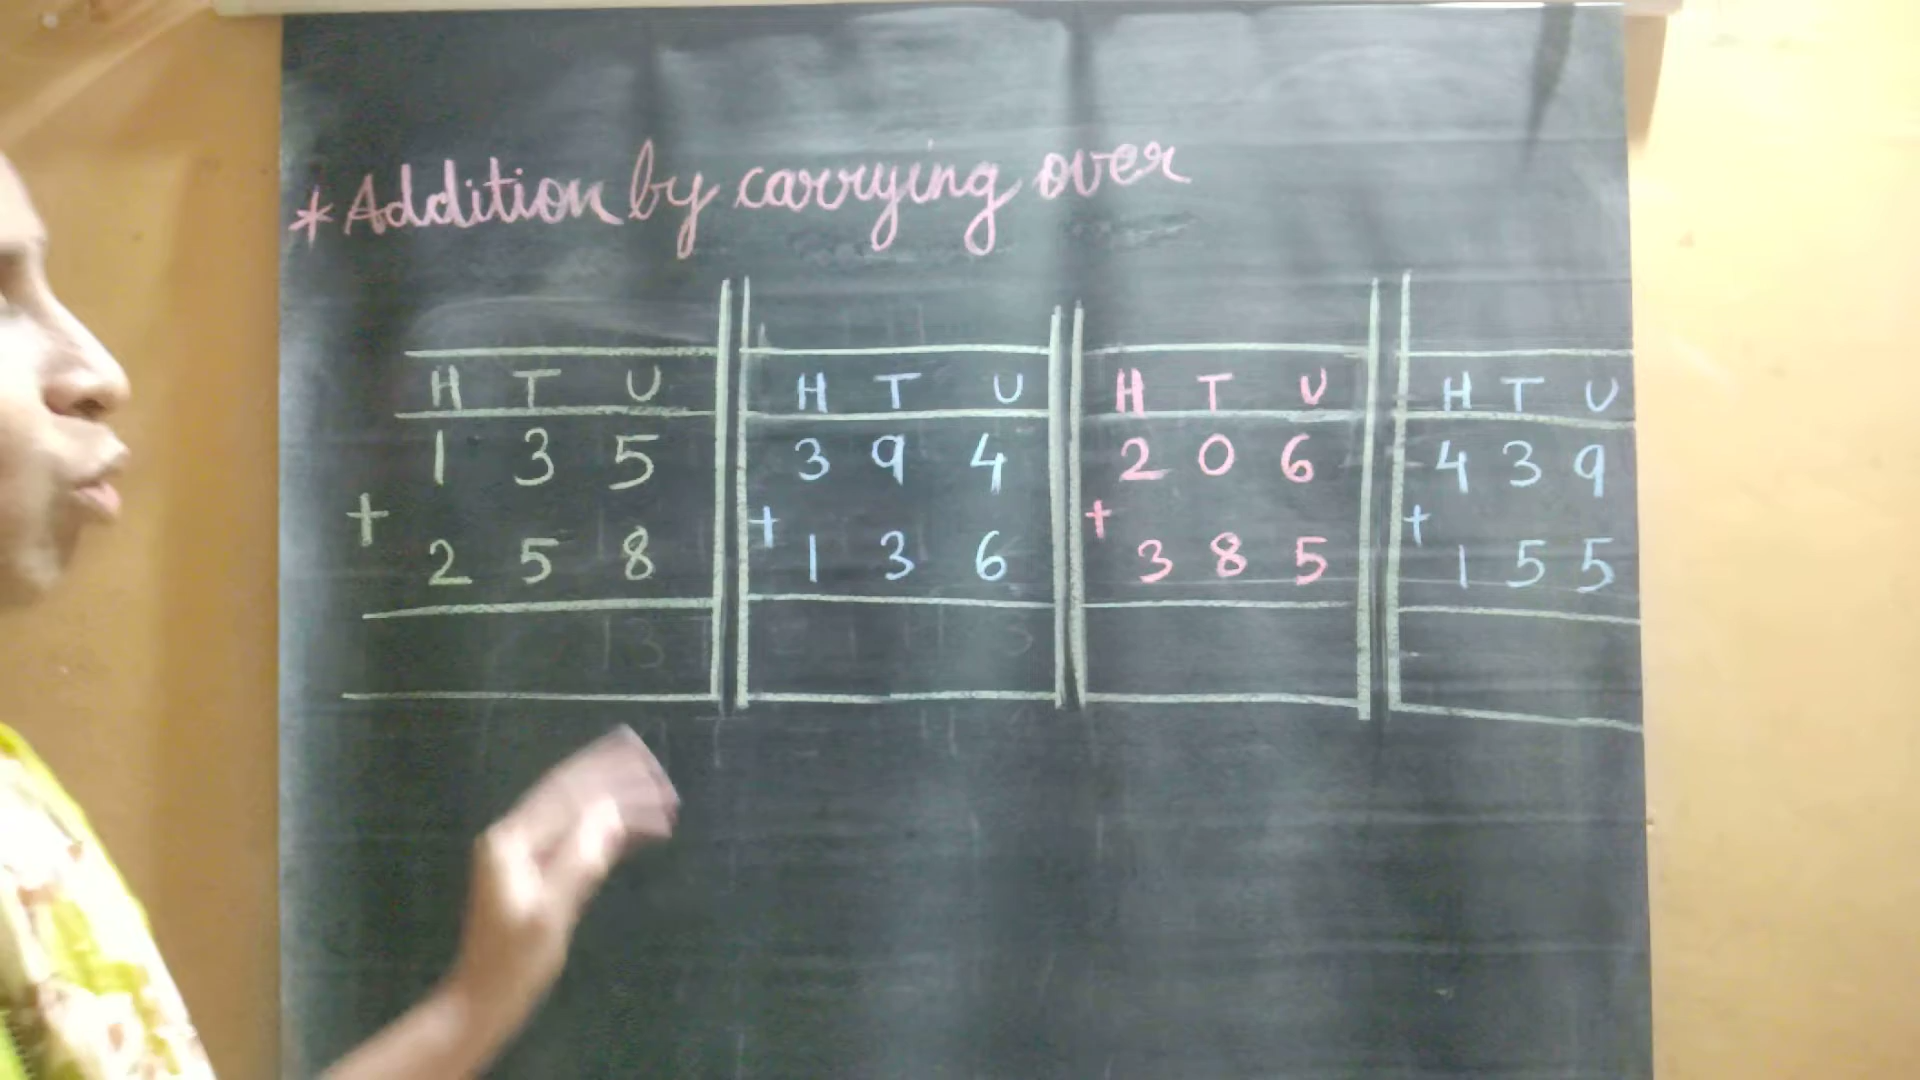 * Addition by carrying over
H T U H T U H T U H T U
1 3 5 3 9 4 2 0 6 4 3 9
+ + + +
2 5 8 1 3 6 3 8 5 1 5 5